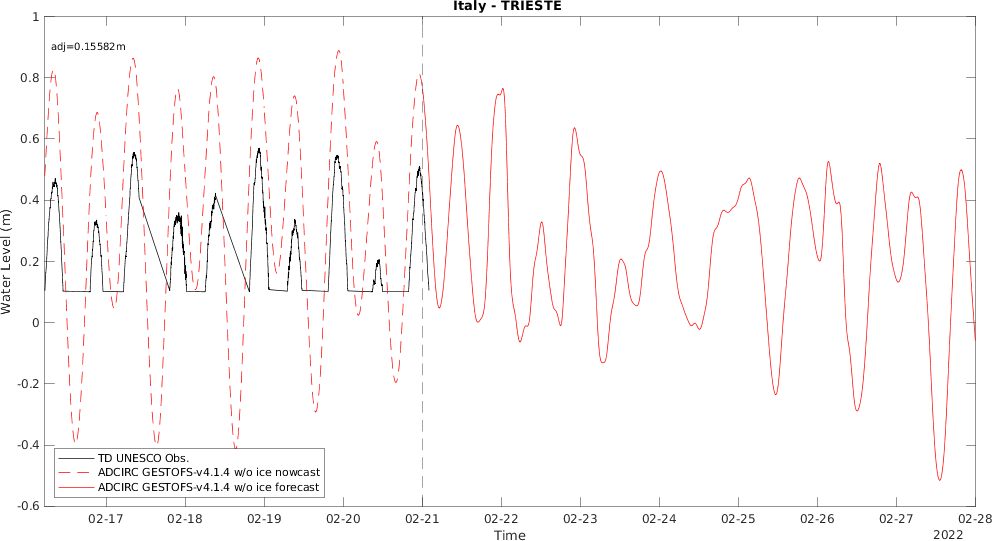 Italy - TRIESTE
adj=0.15582m
Water Level (m)
1
0.8
0.6
0.4
0.2
0
-0.2
-0.4
-0.6
TD UNESCO Obs.
ADCIRC GESTOFS-v4.1.4 w/o ice nowcast
ADCIRC GESTOFS-v4.1.4 w/o ice forecast
02-17 02-18 02-19 02-20 02-21 02-22 02-23 02-24 02-25 02-26 02-27 02-28
Time
2022